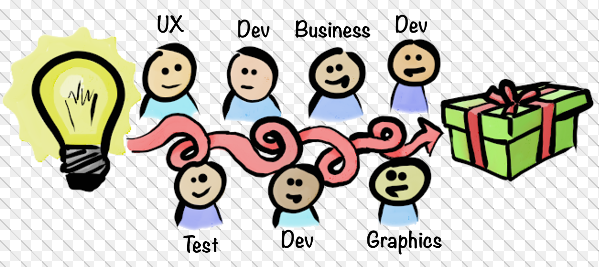 UX
Dev
Business
Dev
Test
Dev
Graphics